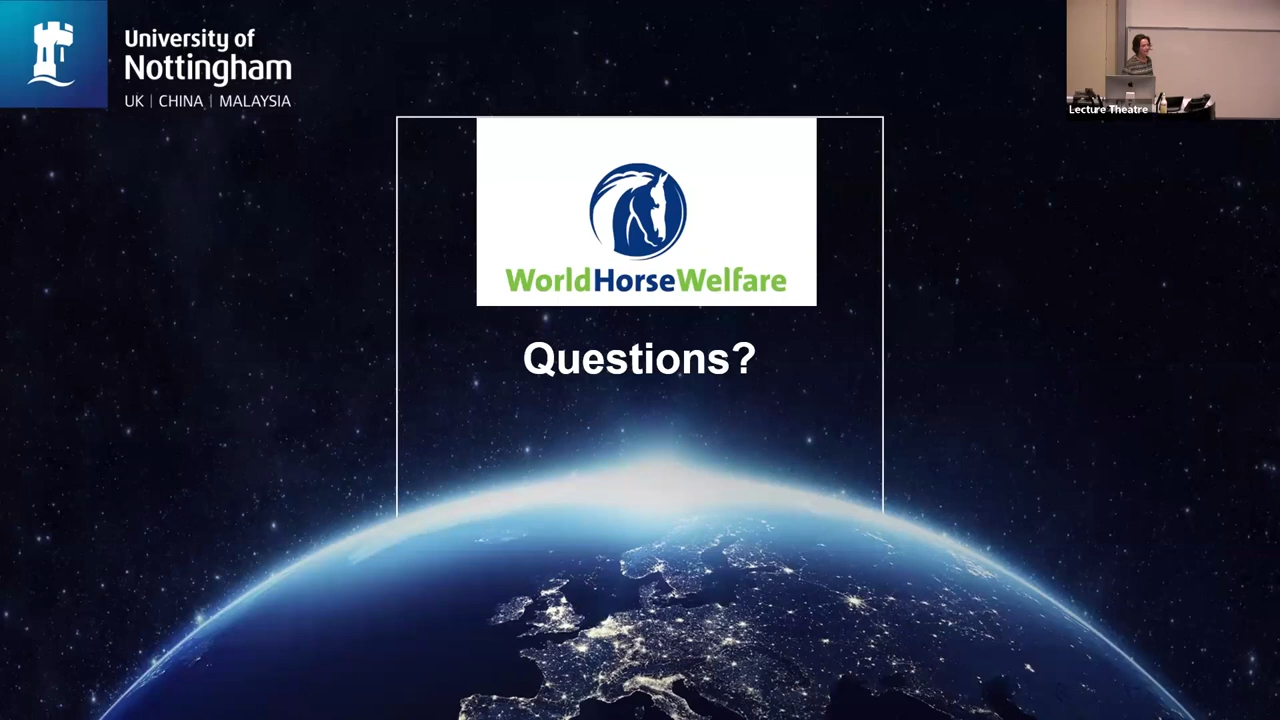 University of
Nottingham
UK | CHINA | MALAYSIA
Lecture Theatre
WorldHorseWelfare
Questions?